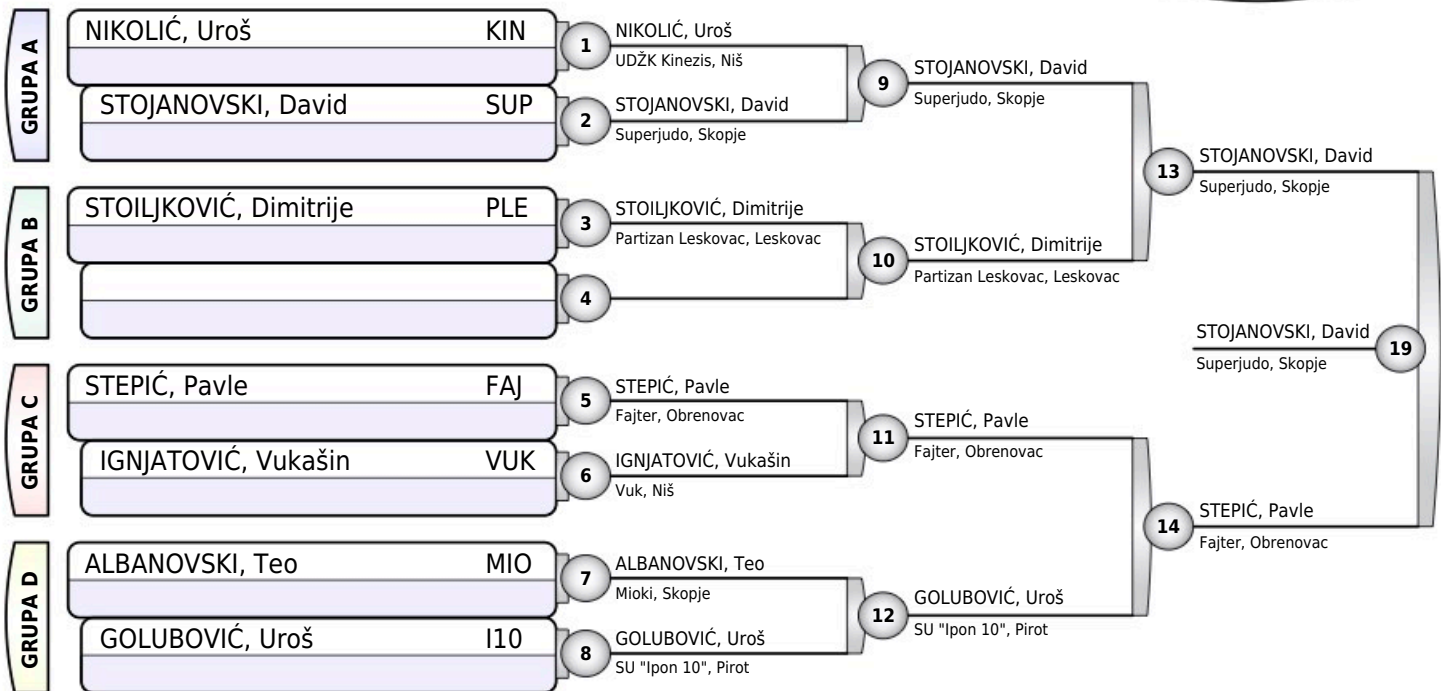 GRUPA A
NIKOLIĆ, Uroš KIN
STOJANOVSKI, David SUP
1
NIKOLIĆ, Uroš
UDŽK Kinezis, Niš
2
STOJANOVSKI, David
Superjudo, Skopje
9
STOJANOVSKI, David
Superjudo, Skopje
GRUPA B
STOILJKOVIĆ, Dimitrije PLE
3
STOILJKOVIĆ, Dimitrije
Partizan Leskovac, Leskovac
4
10
STOILJKOVIĆ, Dimitrije
Partizan Leskovac, Leskovac
13
STOJANOVSKI, David
Superjudo, Skopje
GRUPA C
STEPIĆ, Pavle FAJ
IGNJATOVIĆ, Vukašin VUK
5
STEPIĆ, Pavle
Fajter, Obrenovac
6
IGNJATOVIĆ, Vukašin
Vuk, Niš
11
STEPIĆ, Pavle
Fajter, Obrenovac
GRUPA D
ALBANOVSKI, Teo MIO
GOLUBOVIĆ, Uroš I10
7
ALBANOVSKI, Teo
Mioki, Skopje
8
GOLUBOVIĆ, Uroš
SU "Ipon 10", Pirot
12
GOLUBOVIĆ, Uroš
SU "Ipon 10", Pirot
14
STEPIĆ, Pavle
Fajter, Obrenovac
STOJANOVSKI, David
Superjudo, Skopje
19